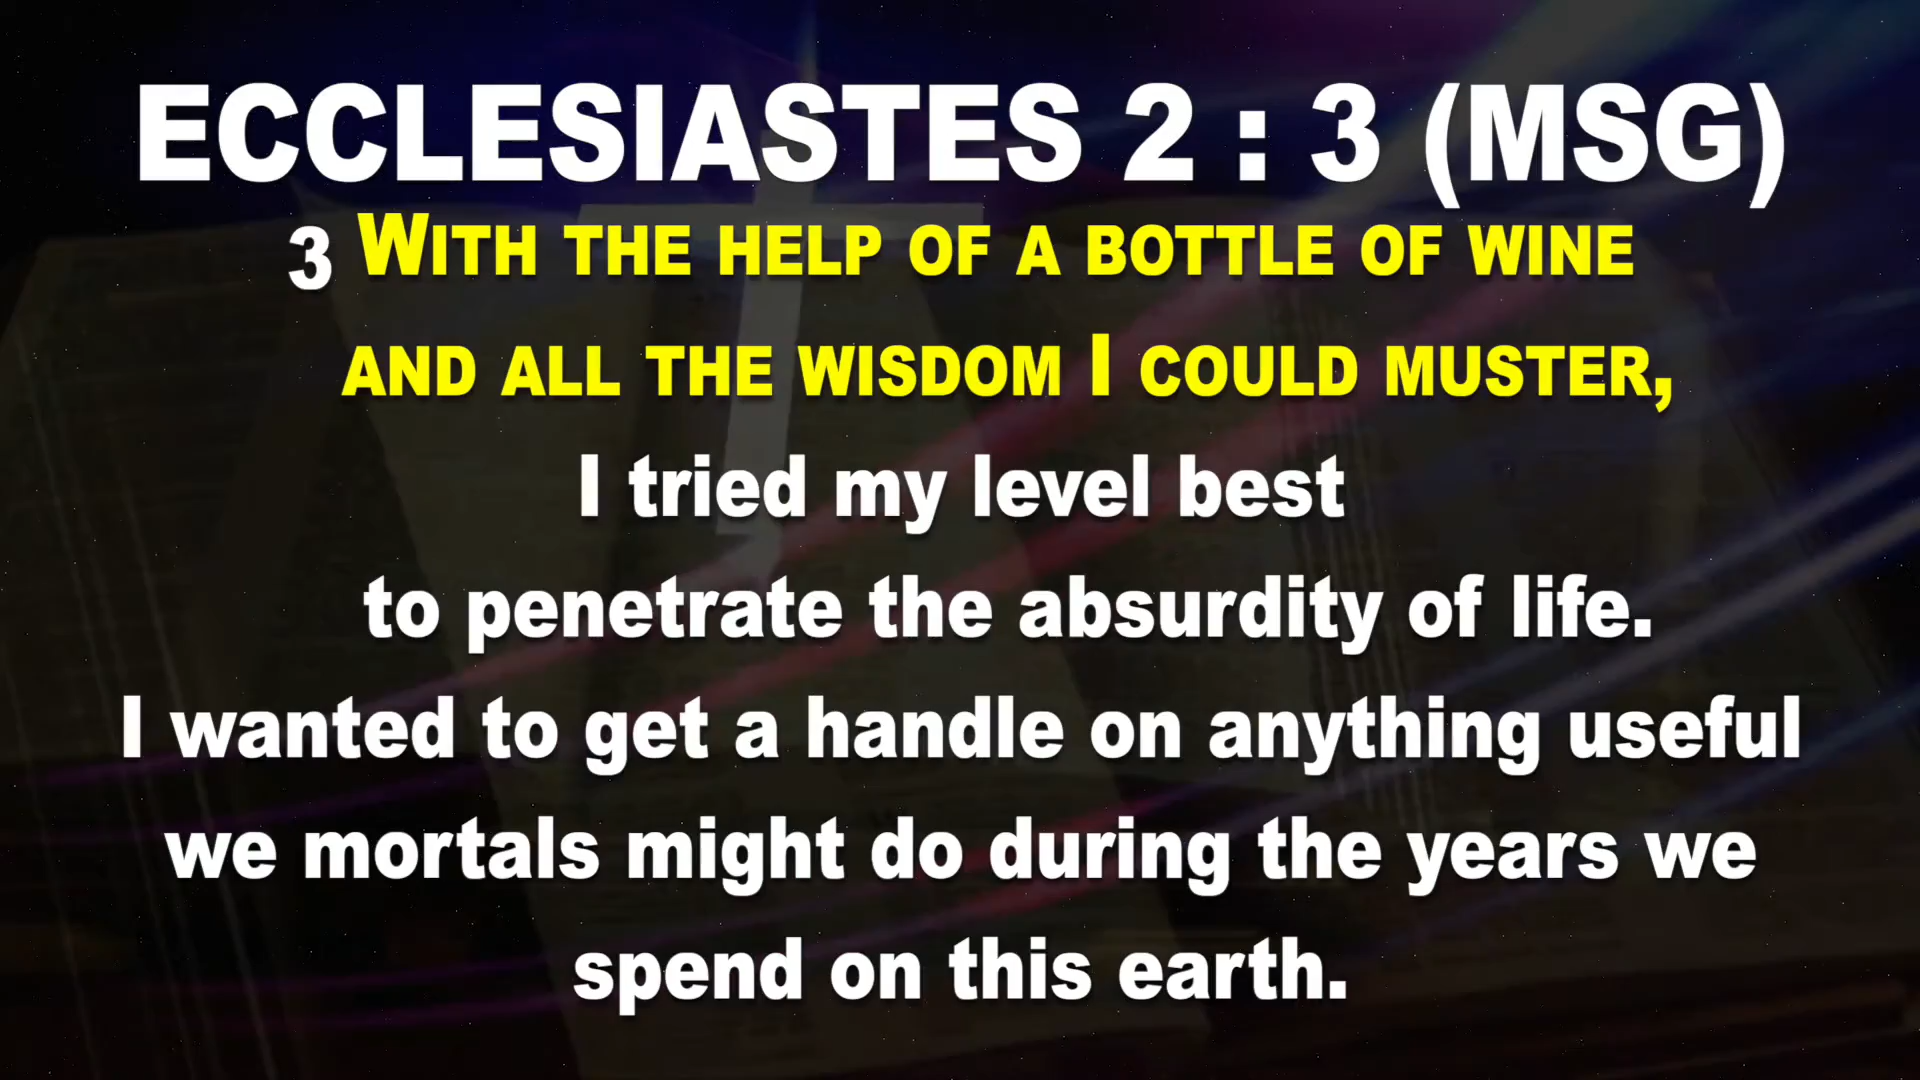 ECCLESIASTES 2 : 3 (MSG)
3 WITH THE HELP OF A BOTTLE OF WINE
AND ALL THE WISDOM I COULD MUSTER,
I tried my level best
to penetrate the absurdity of life.
I wanted to get a handle on anything useful
we mortals might do during the years we
spend on this earth.